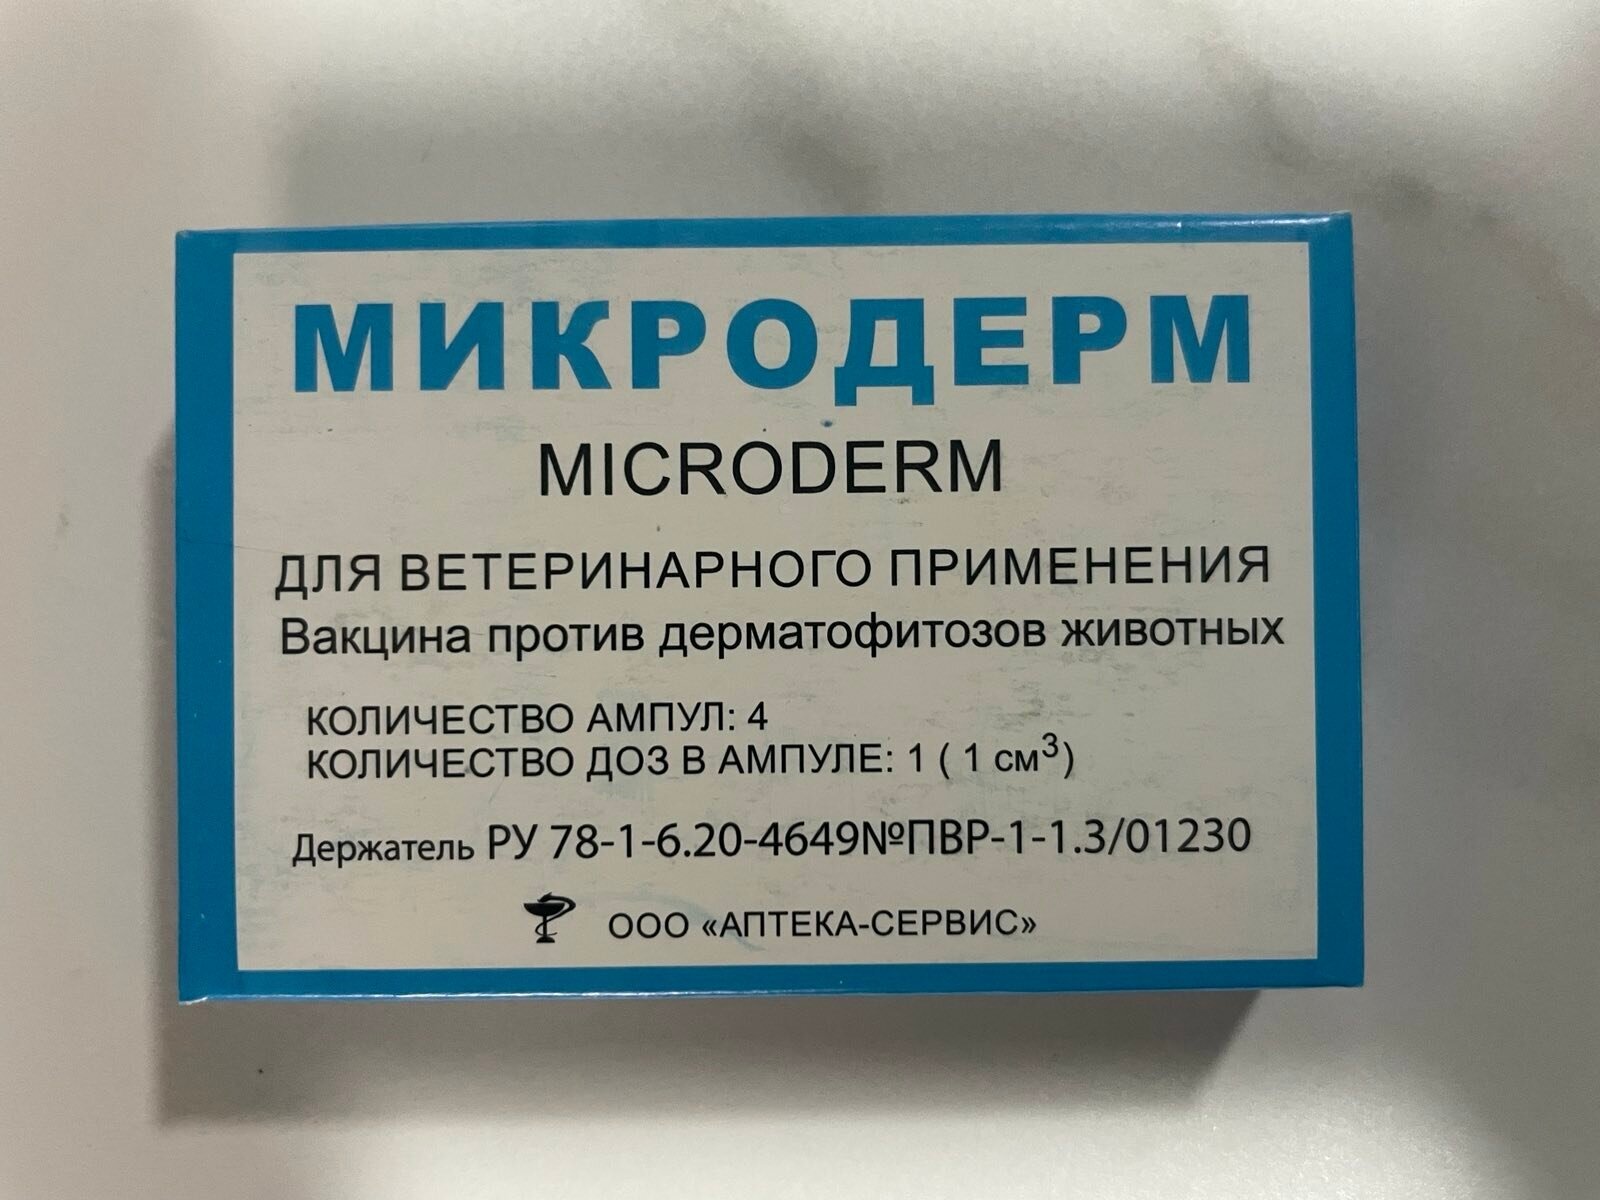 МИКРОДЕРМ
MICRODERM
ДЛЯ ВЕТЕРИНАРНОГО ПРИМЕНЕНИЯ
Вакцина против дерматофитозов животных
КОЛИЧЕСТВО АМПУЛ: 4
КОЛИЧЕСТВО ДОЗ В АМПУЛЕ: 1 ( 1 см³)
Держатель РУ 78-1-6.20-4649№ПВР-1-1.3/01230
ООО «АПТЕКА-СЕРВИС»